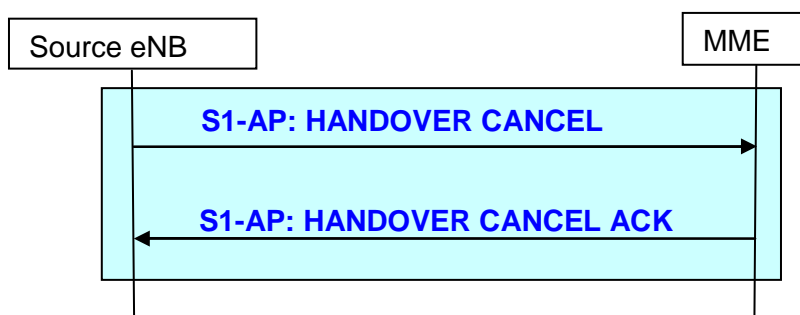 Source eNB
MME
S1-AP: HANDOVER CANCEL
S1-AP: HANDOVER CANCEL ACK